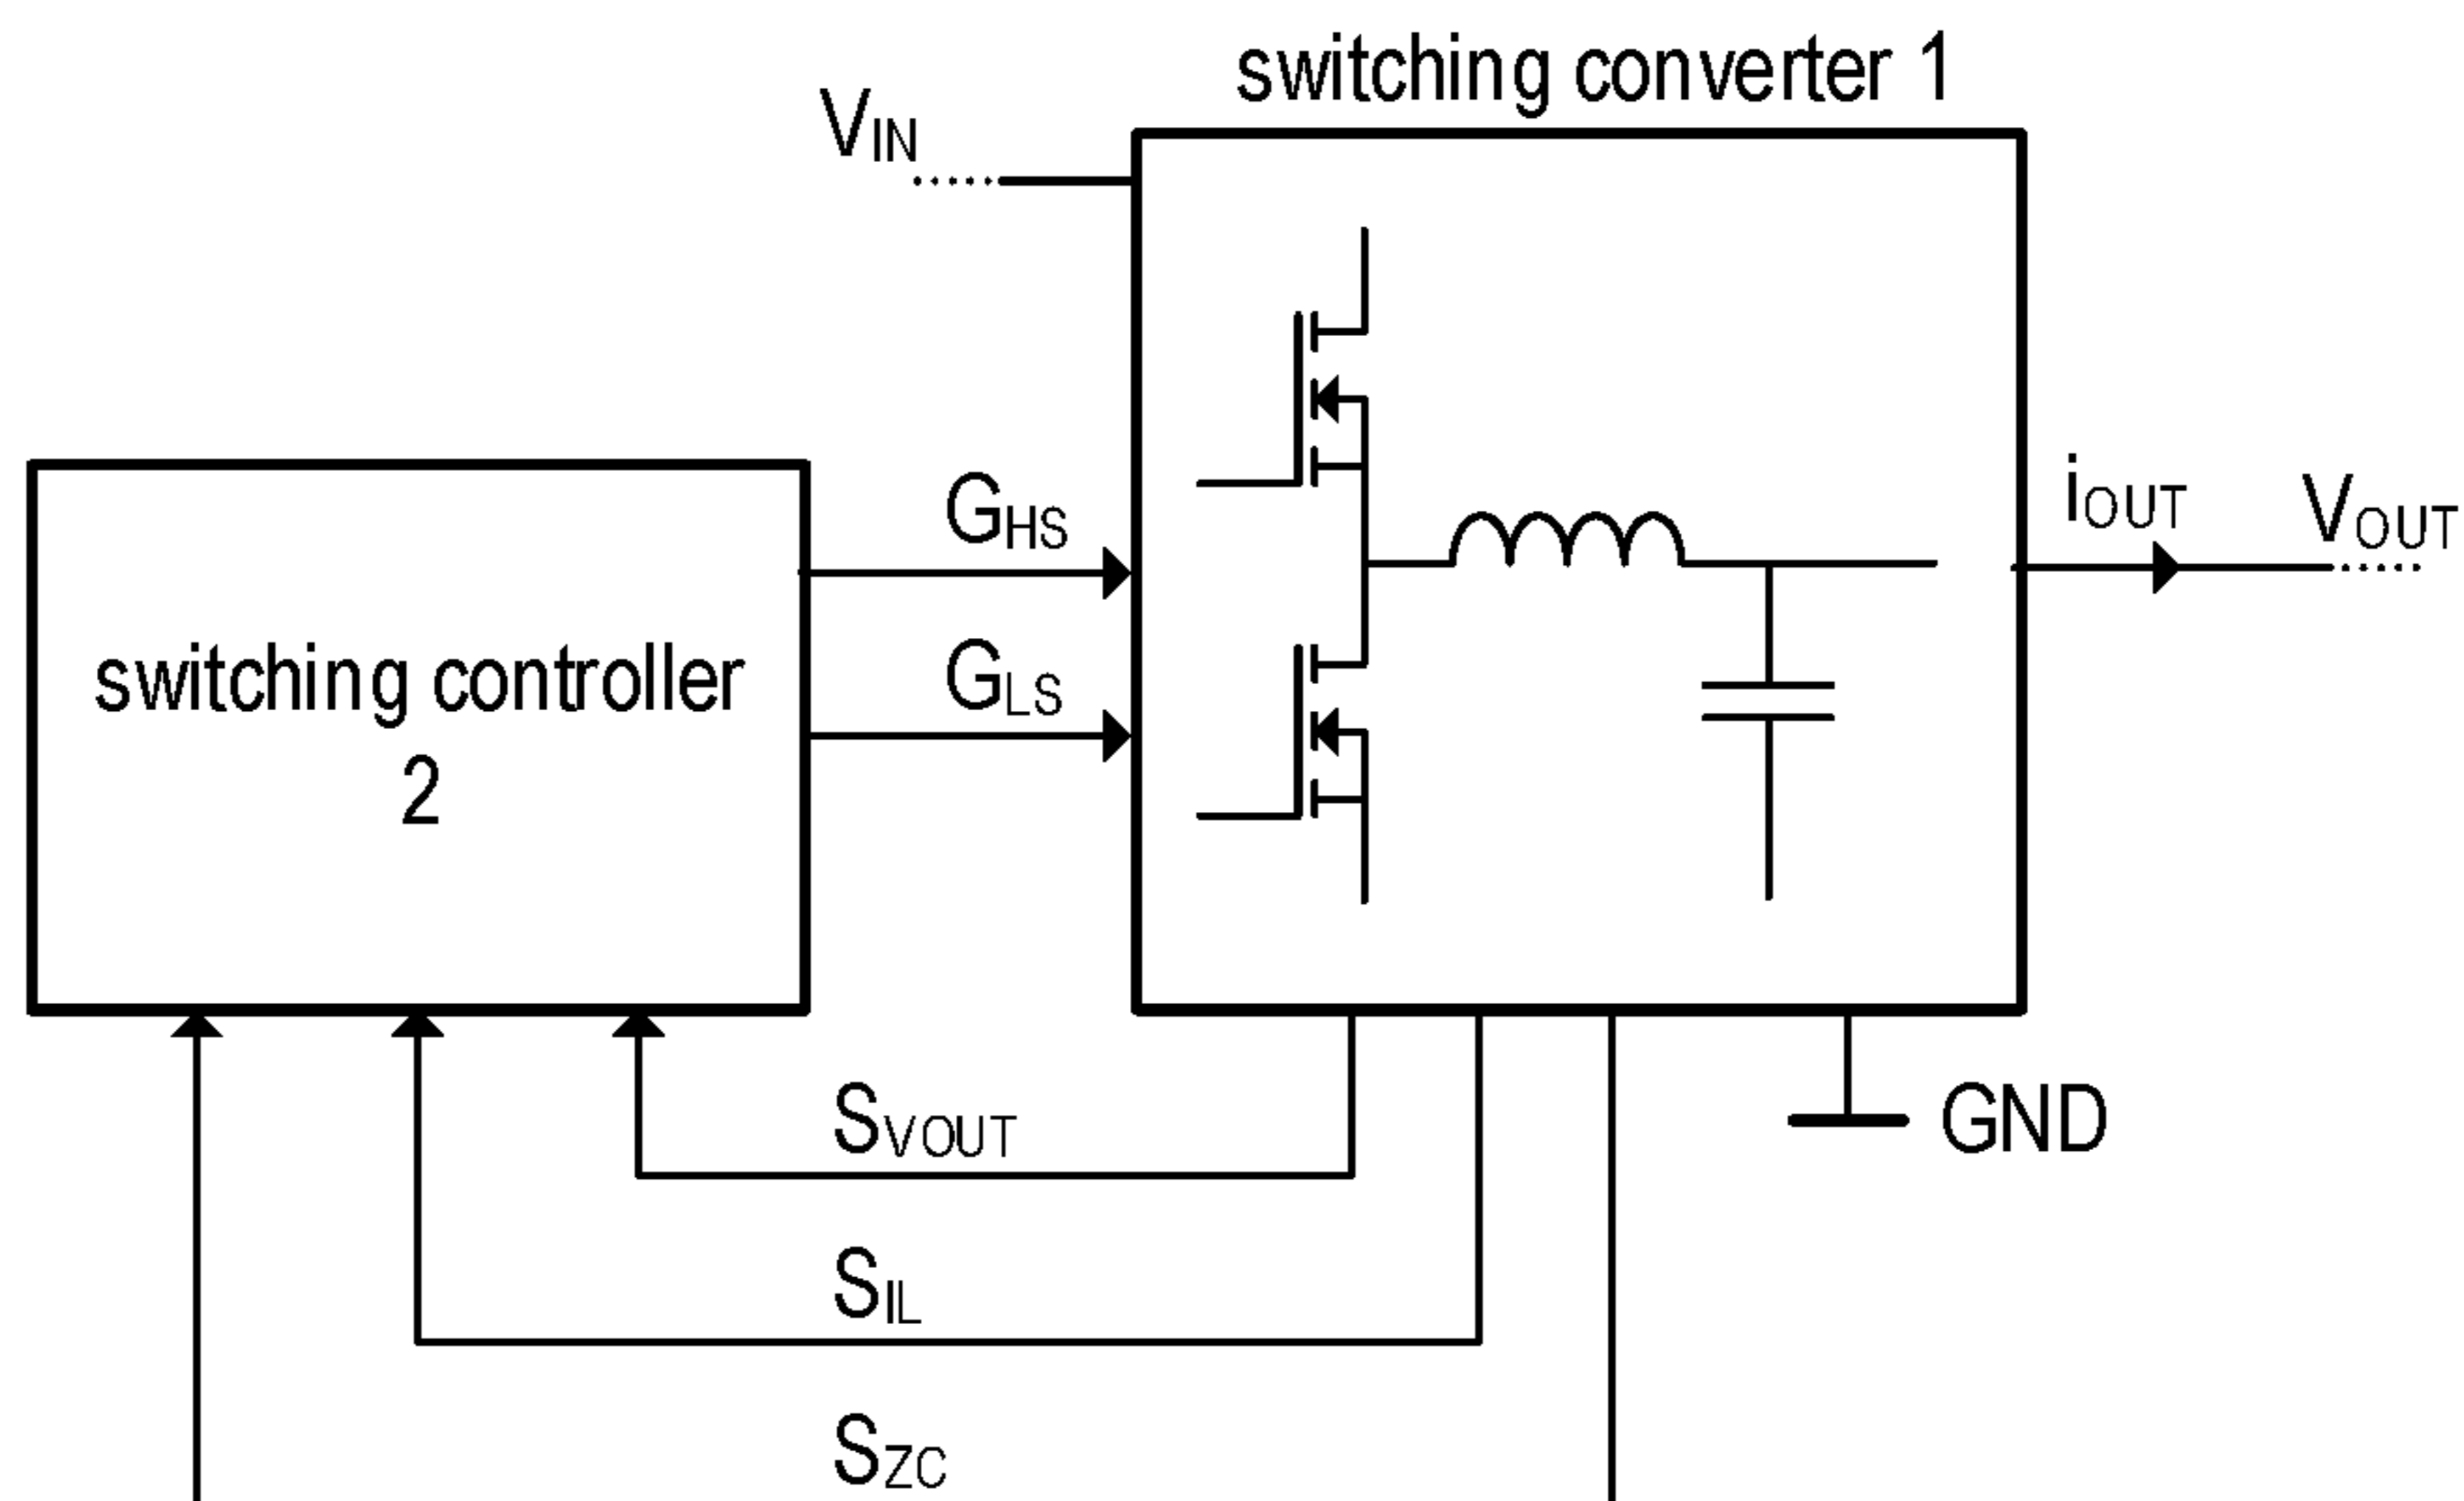 switching converter 1
VIN
GHS
iOUT
VOUT
switching controller
2
GLS
SVOUT
GND
SIL
SZC